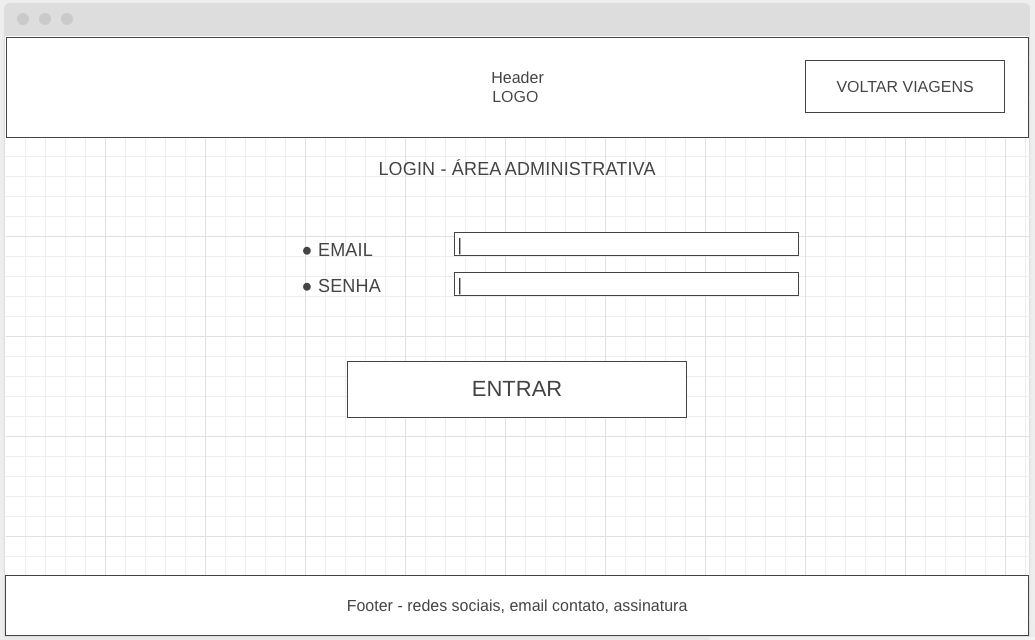 Header
LOGO
VOLTAR VIAGENS
LOGIN - ÁREA ADMINISTRATIVA
● EMAIL
● SENHA
ENTRAR
Footer - redes sociais, email contato, assinatura